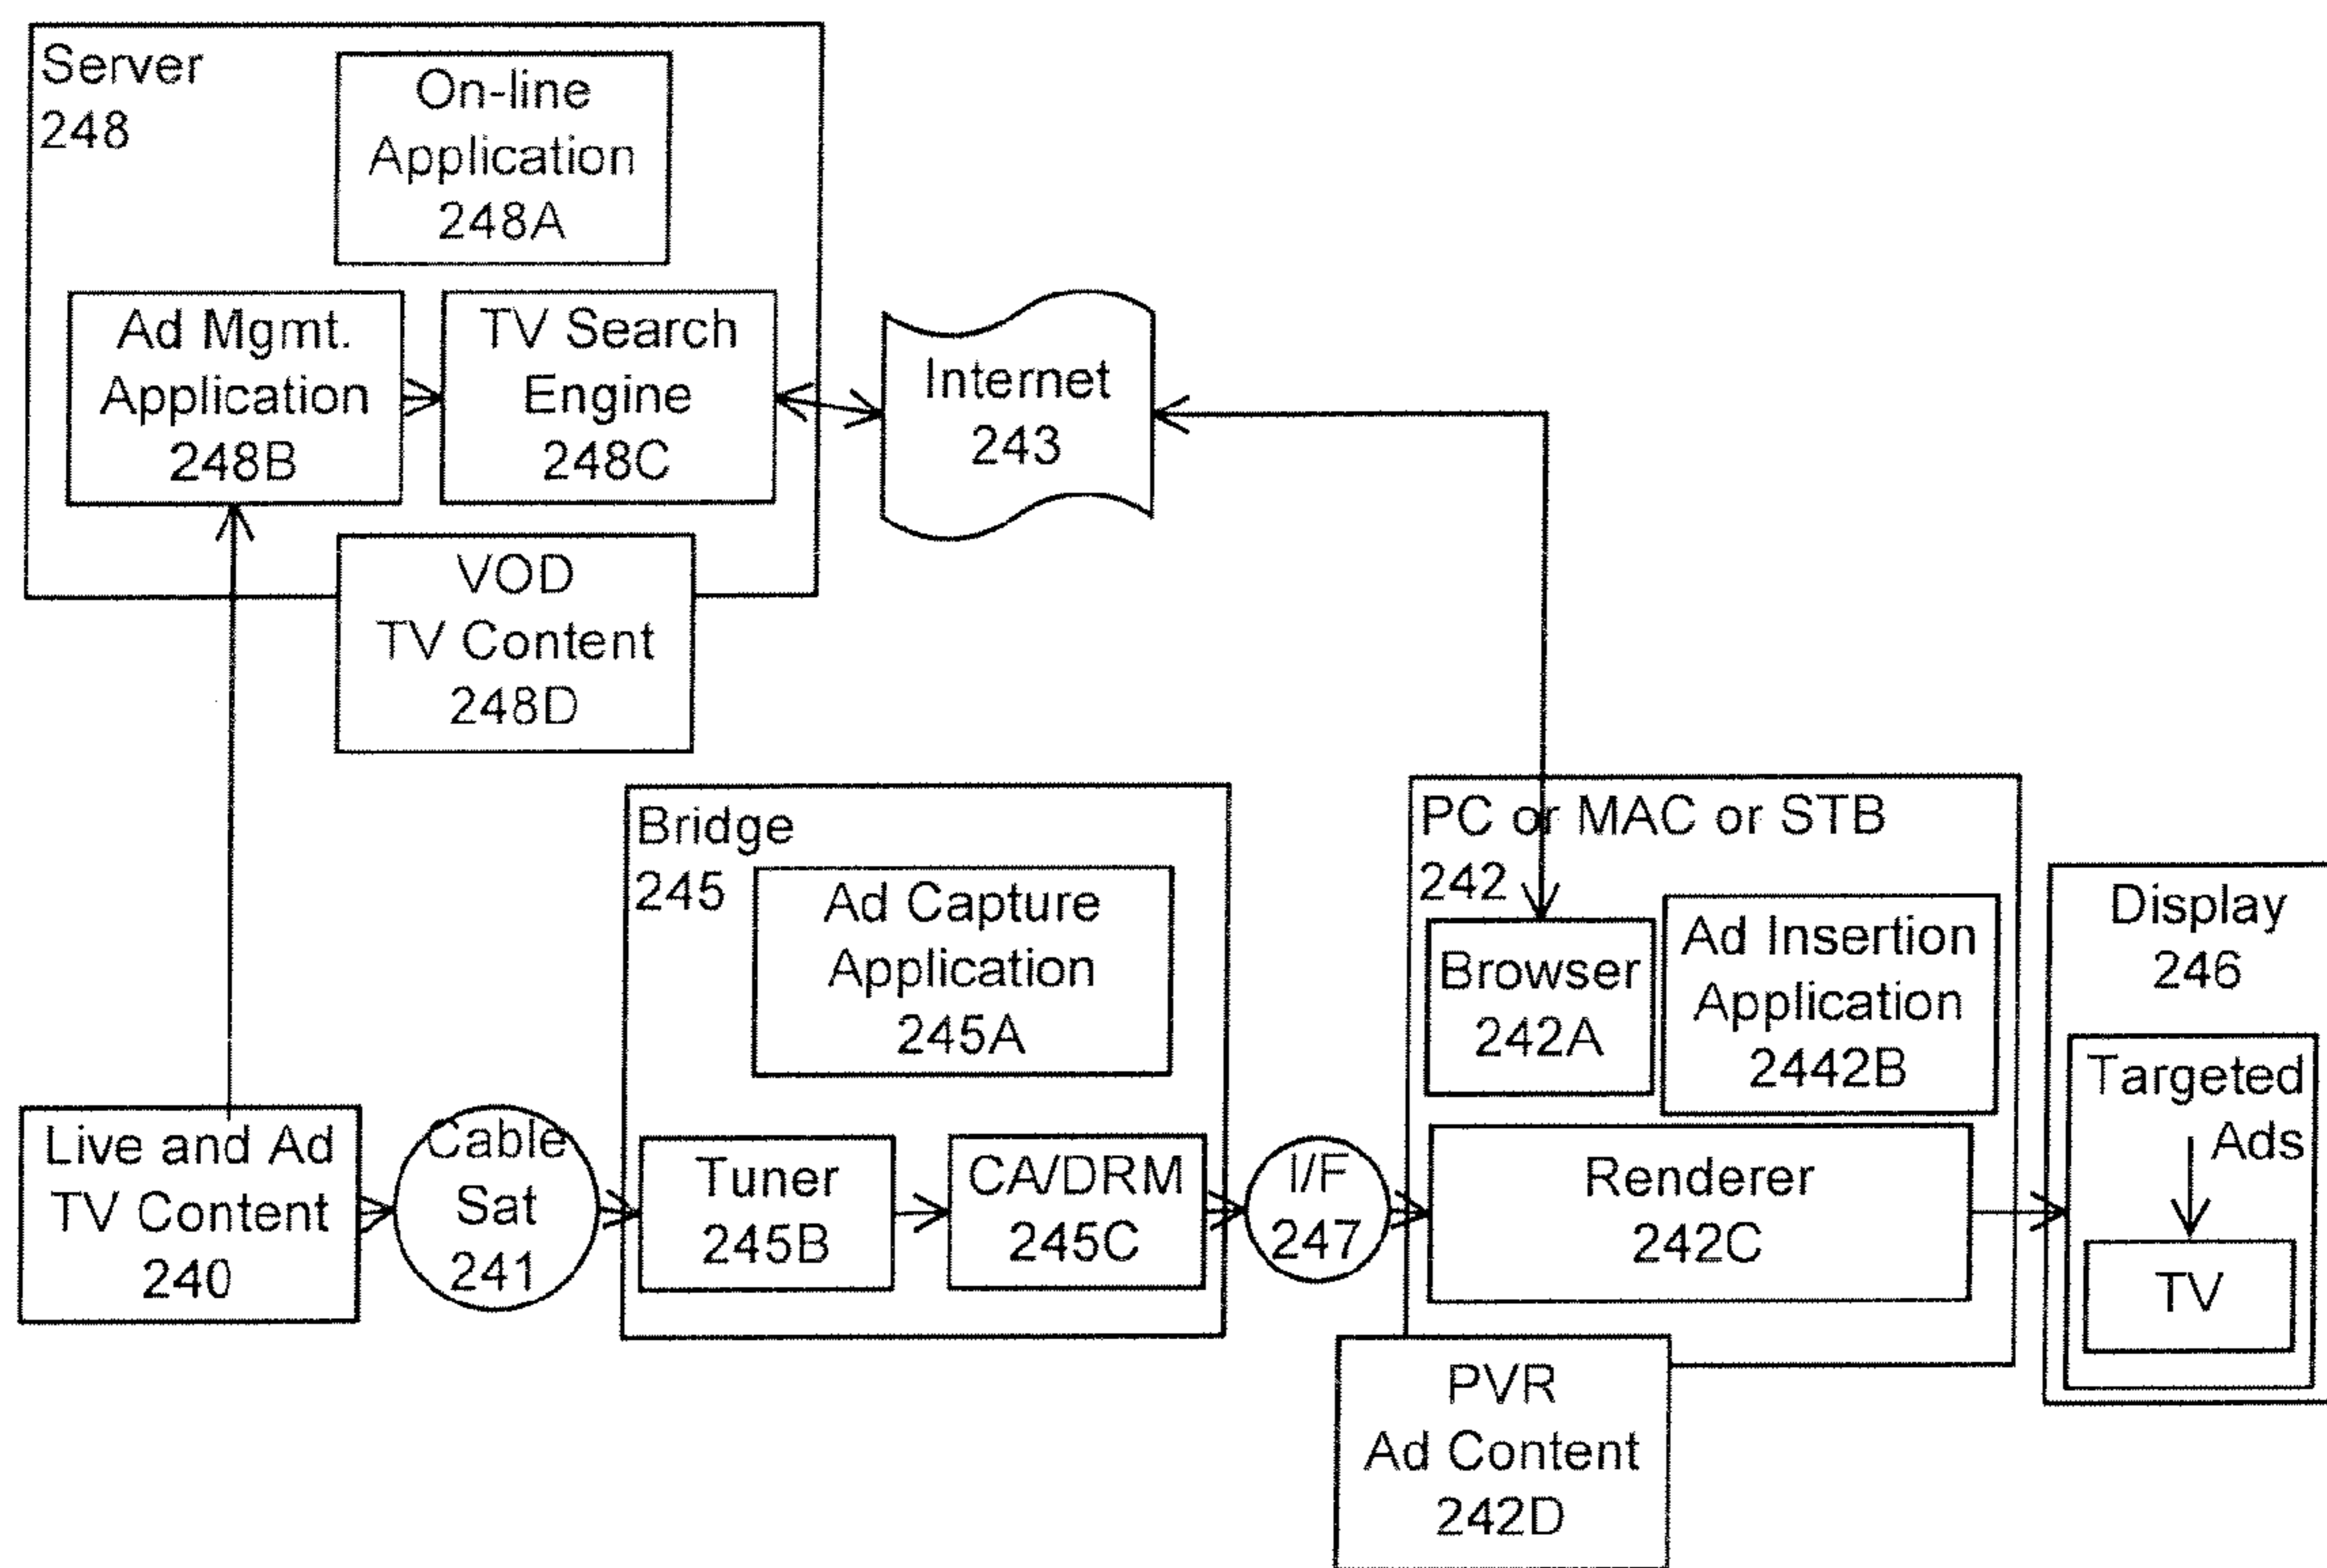 Server
248
On-line
Application
248A
Ad Mgmt.
Application
248B
TV Search
Engine
248C
Internet
243
VOD
TV Content
248D
Bridge
245
Ad Capture
Application
245A
PC or MAC or STB
242
Browser
242A
Ad Insertion
Application
2442B
Display
246
Targeted
Ads
TV
Live and Ad
TV Content
240
Cable
Sat
241
Tuner
245B
CA/DRM
245C
I/F
247
Renderer
242C
PVR
Ad Content
242D